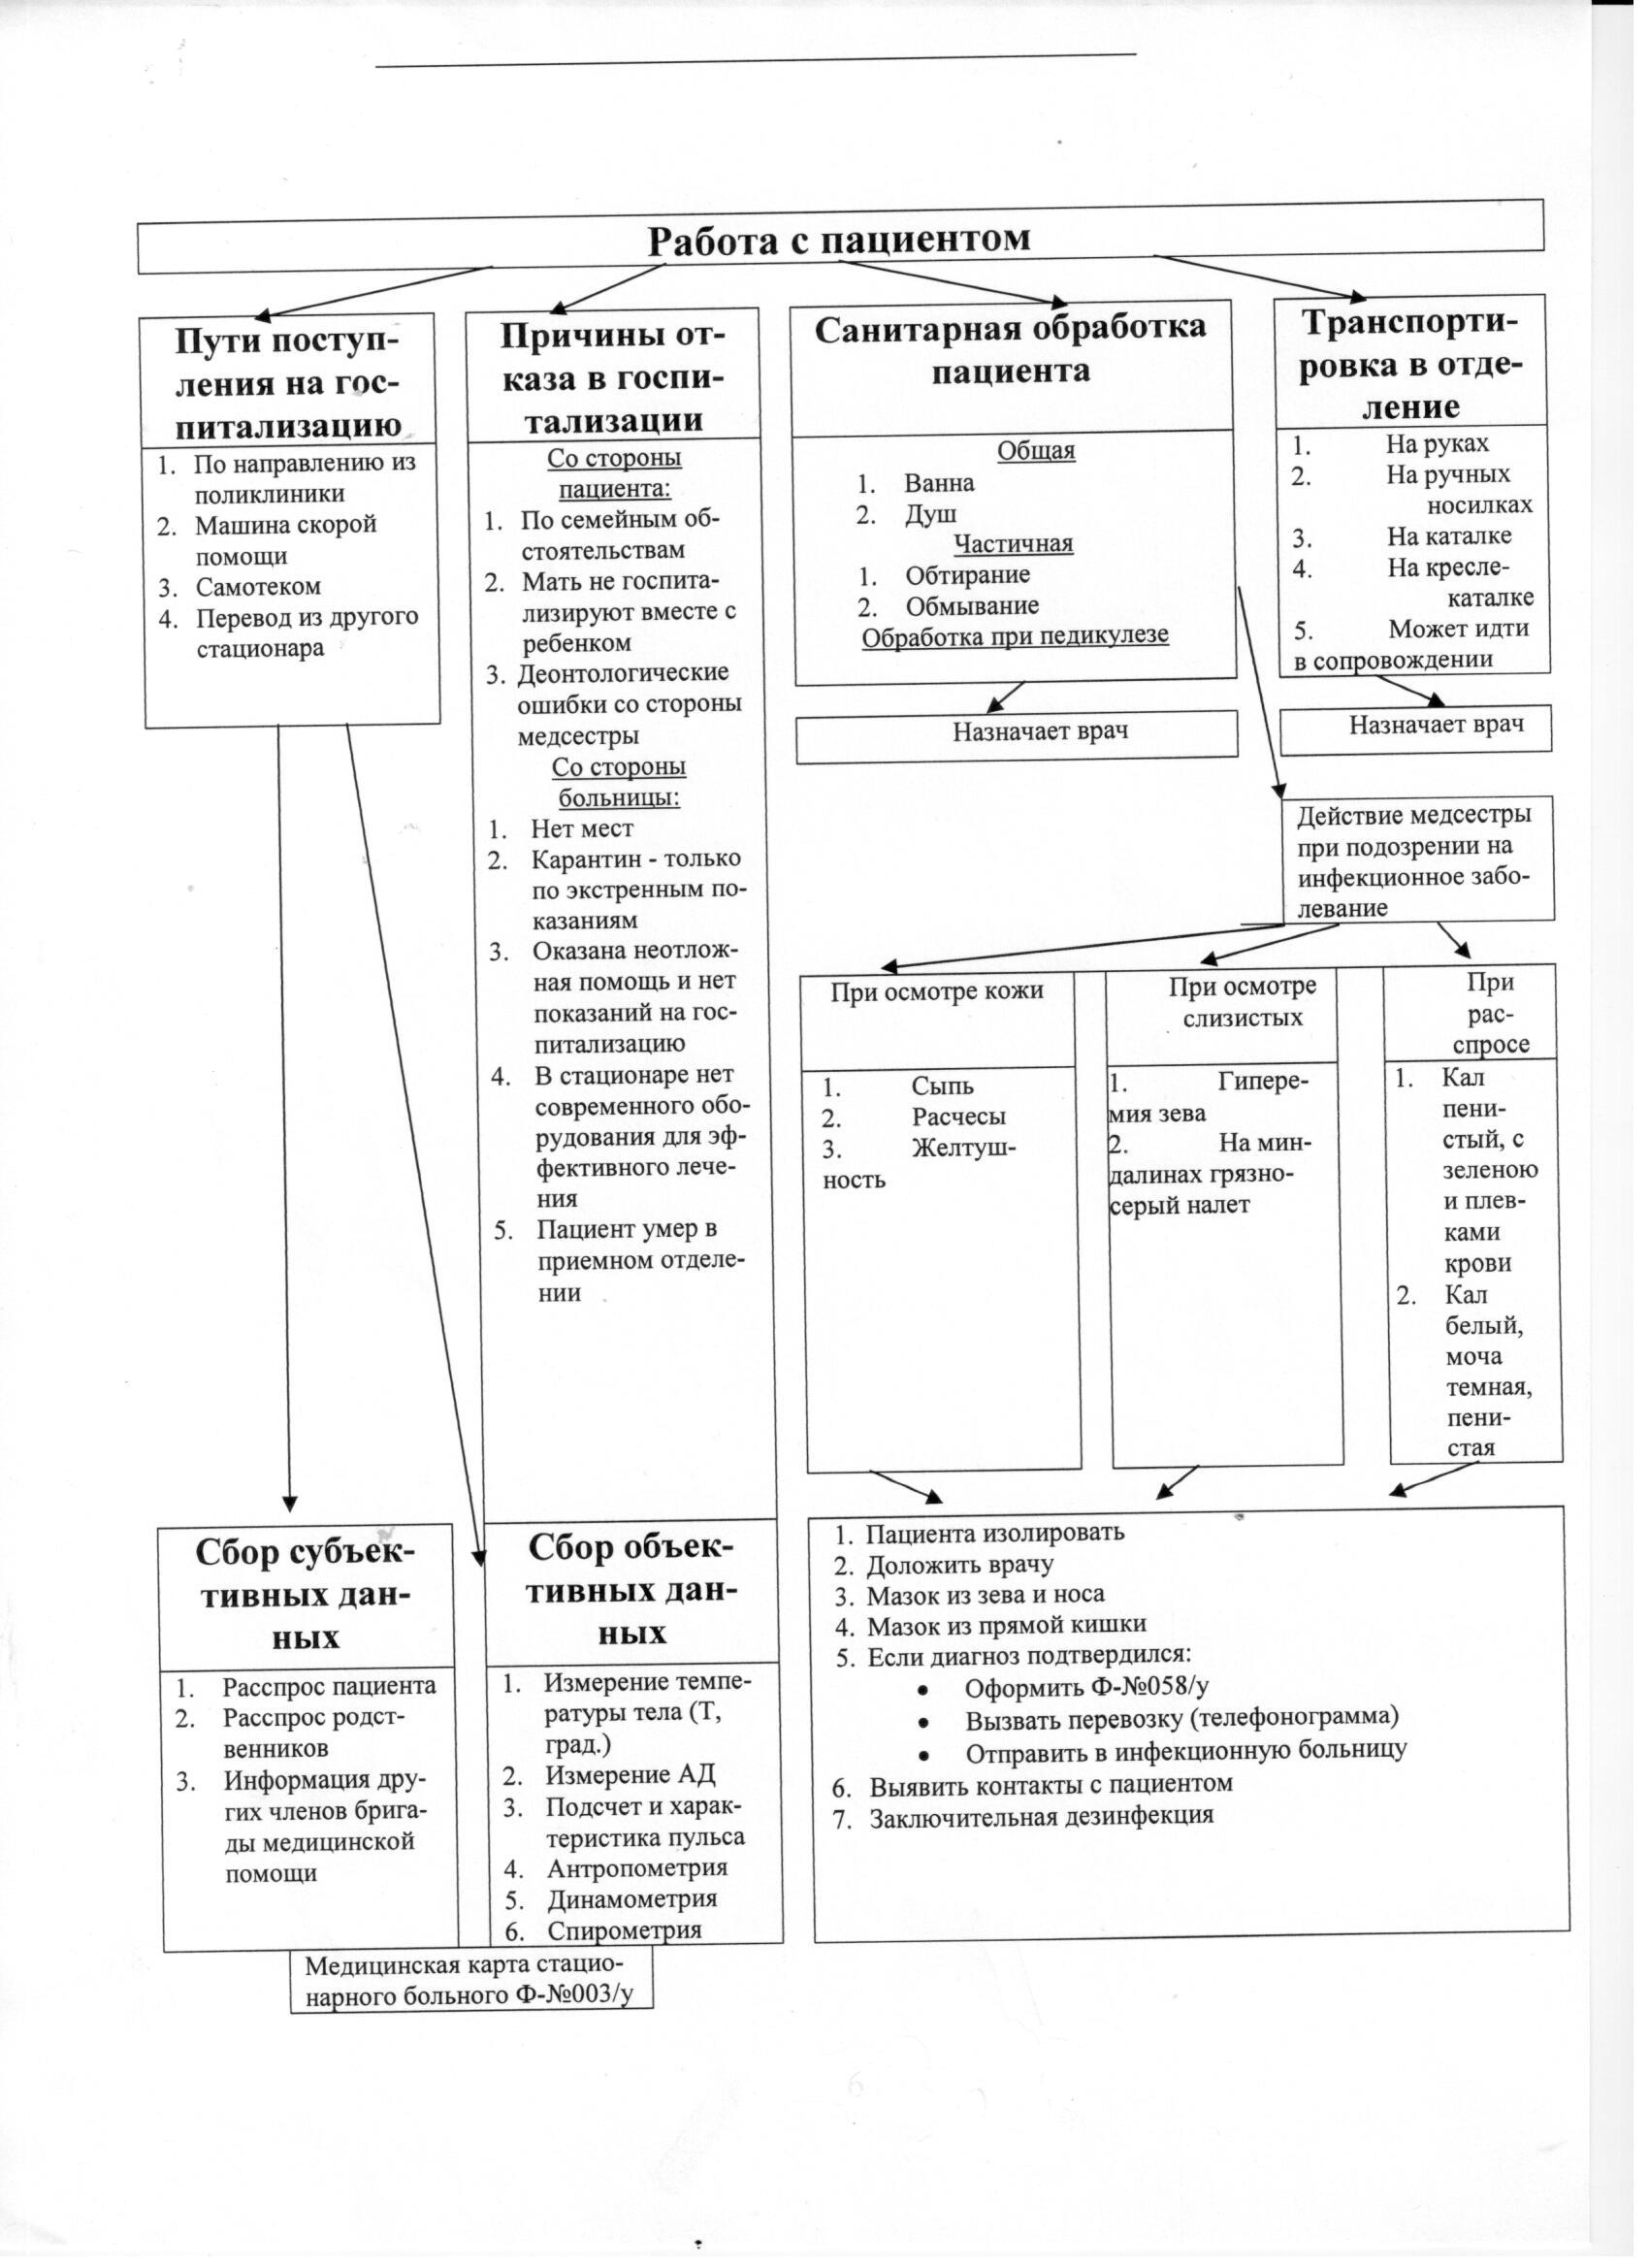 Работа с пациентом
Пути поступ-
ления на гос-
питализацию
1. По направлению из
поликлиники
2. Машина скорой
помощи
3. Самотеком
4. Перевод из другого
стационара
Причины от-
каза в госпи-
тализации
Со стороны
пациента:
1. По семейным об-
стоятельствам
2. Мать не госпита-
лизируют вместе с
ребенком
3. Деонтологические
ошибки со стороны
медсестры
Со стороны
больницы:
1. Нет мест
2. Карантин - только
по экстренным по-
казаниям
3. Оказана неотлож-
ная помощь и нет
показаний на гос-
питализацию
4. В стационаре нет
современного обо-
рудования для эф-
фективного лече-
ния
5. Пациент умер в
приемном отделе-
нии
Санитарная обработка
пациента
Общая
1. Ванна
2. Душ
Частичная
1. Обтирание
2. Обмывание
Обработка при педикулезе
Назначает врач
Транспорти-
ровка в отде-
ление
1. На руках
2. На ручных
носилках
3. На каталке
4. На кресле-
каталке
5. Может идти
в сопровождении
Назначает врач
Действие медсестры
при подозрении на
инфекционное забо-
левание
При осмотре кожи
1. Сыпь
2. Расчесы
3. Желтуш-
ность
При осмотре
слизистых
1. Гипере-
мия зева
2. На мин-
далинах грязно-
серый налет
При
рас-
спросе
1. Кал
пени-
стый, с
зеленою
и плев-
ками
крови
2. Кал
белый,
моча
темная,
пени-
стая
Сбор субъек-
тивных дан-
ных
1. Расспрос пациента
2. Расспрос родст-
венников
3. Информация дру-
гих членов брига-
ды медицинской
помощи
Сбор объек-
тивных дан-
ных
1. Измерение темпе-
ратуры тела (Т,
град.)
2. Измерение АД
3. Подсчет и харак-
теристика пульса
4. Антропометрия
5. Динамометрия
6. Спирометрия
Медицинская карта стацио-
нарного больного Ф-№003/у
1. Пациента изолировать
2. Доложить врачу
3. Мазок из зева и носа
4. Мазок из прямой кишки
5. Если диагноз подтвердился:
• Оформить Ф-№058/у
• Вызвать перевозку (телефонограмма)
• Отправить в инфекционную больницу
6. Выявить контакты с пациентом
7. Заключительная дезинфекция